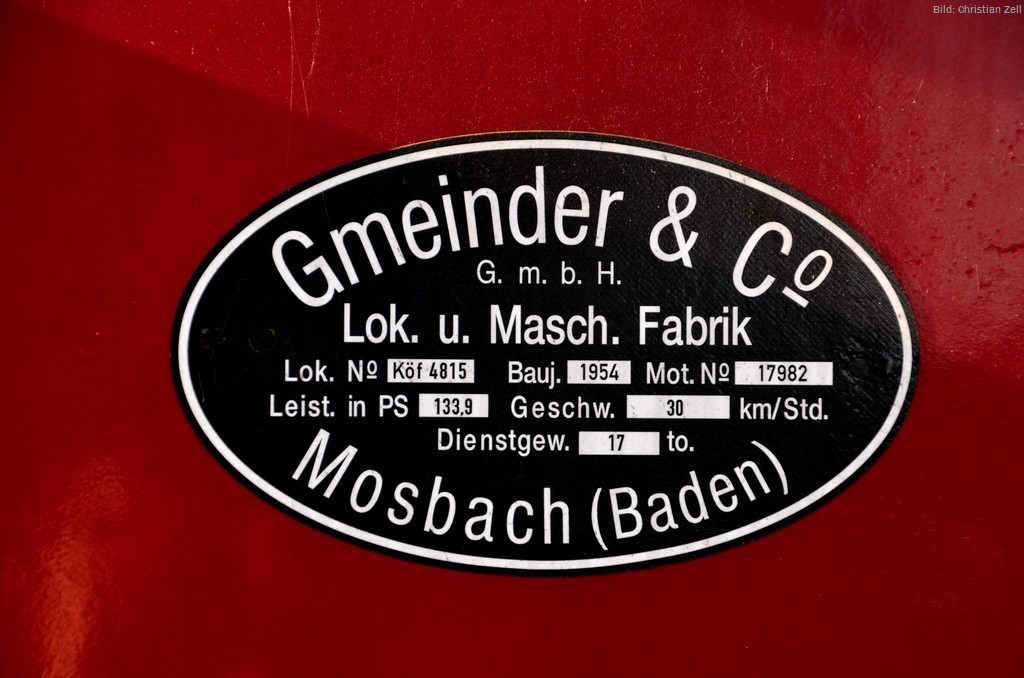 Bild: Christian Zell
Gmeinder & Cº
G. m. b. H.
Lok. u. Masch. Fabrik
Lok. Nº Köf 4815 Bauj. 1954 Mot. Nº 17982
Leist. in PS 133,9 Geschw. 30 km/Std.
Dienstgew. 17 to.
Mosbach (Baden)